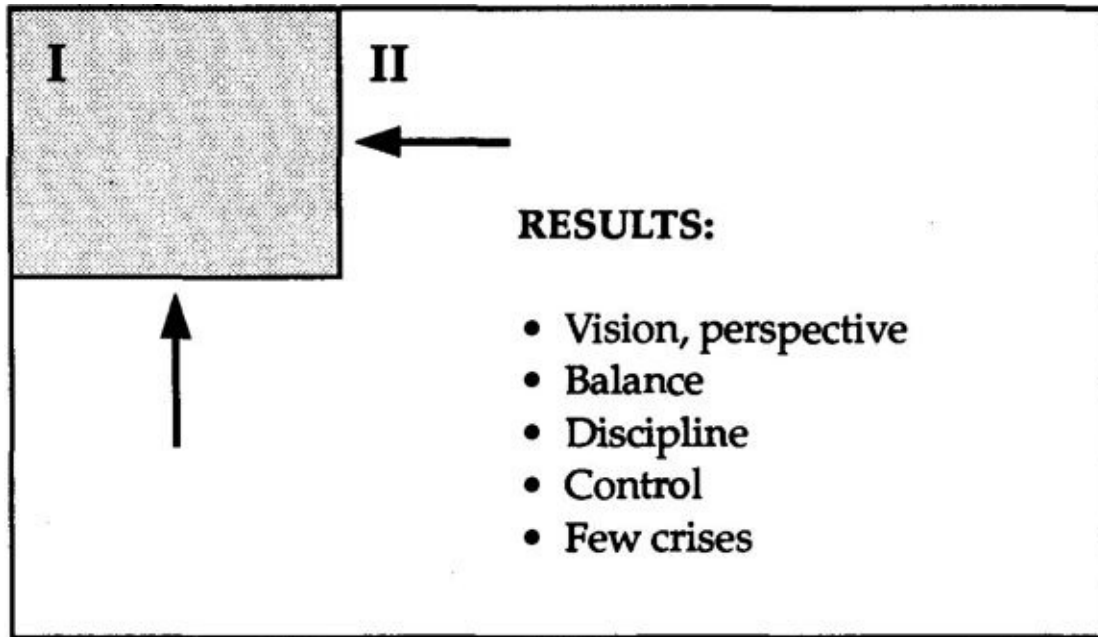 I
II
RESULTS:
• Vision, perspective
• Balance
• Discipline
• Control
• Few crises